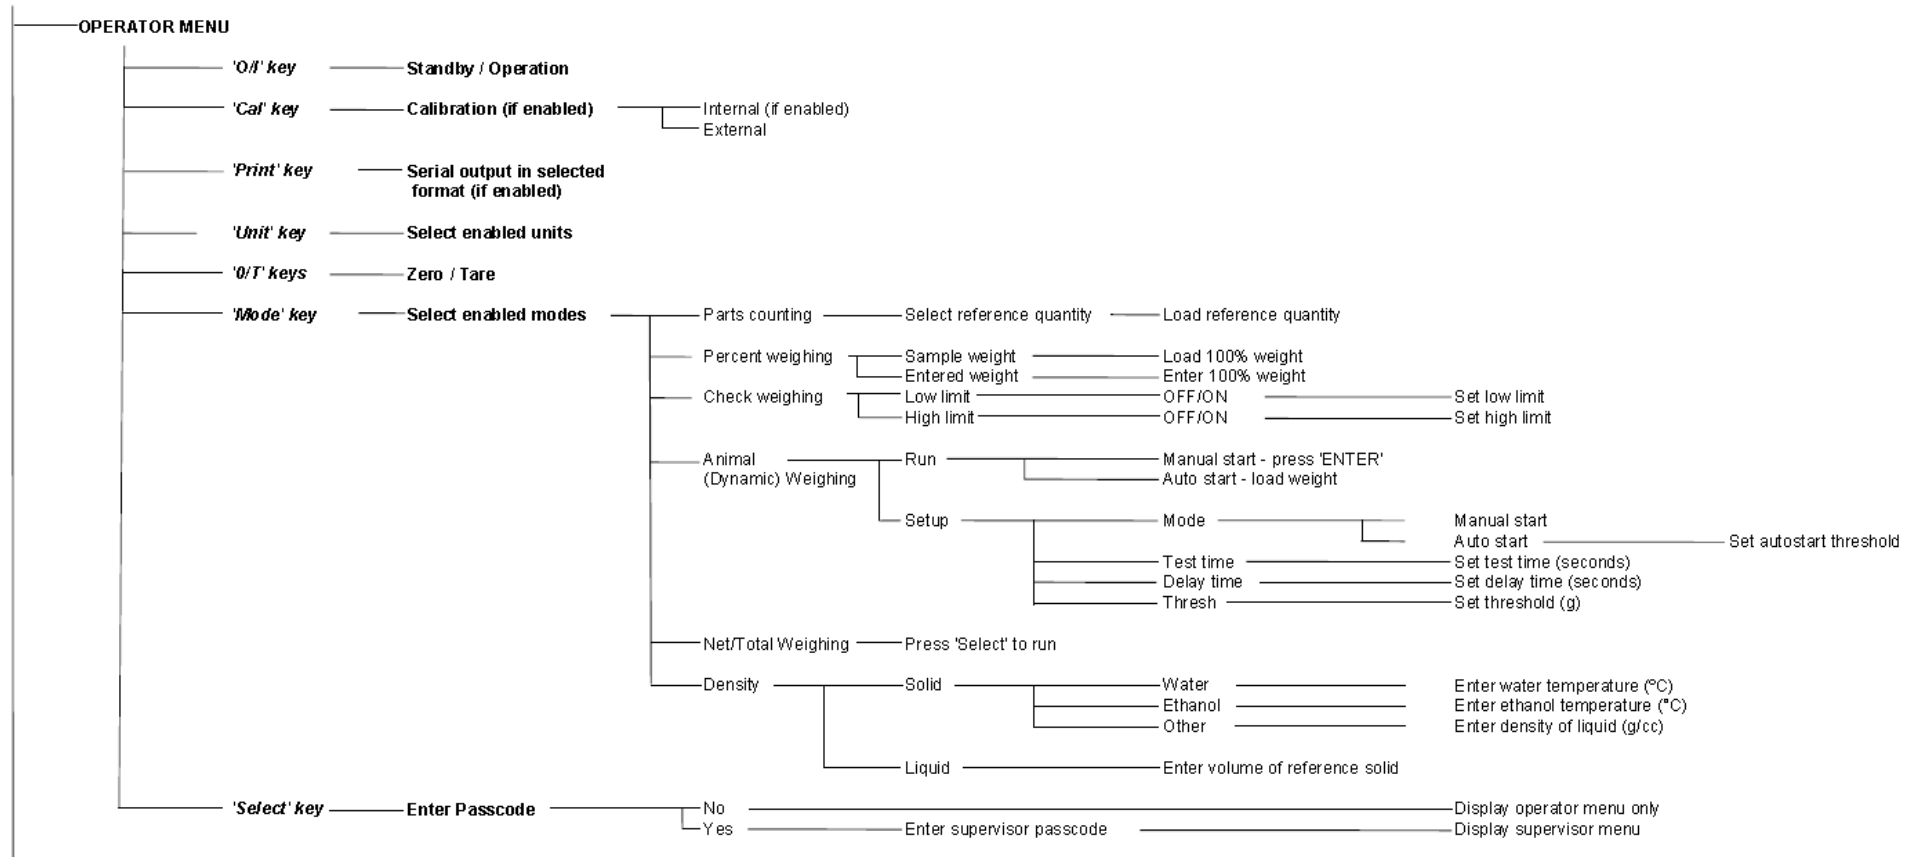 OPERATOR MENU
'O/I' key Standby / Operation
'Cal' key Calibration (if enabled) Internal (if enabled)
External
'Print' key Serial output in selected
format (if enabled)
'Unit' key Select enabled units
'0/T' keys Zero / Tare
'Mode' key Select enabled modes Parts counting Select reference quantity Load reference quantity
Percent weighing Sample weight Load 100% weight
Entered weight Enter 100% weight
Check weighing Low limit OFF/ON Set low limit
High limit OFF/ON Set high limit
Animal Run Manual start - press 'ENTER'
(Dynamic) Weighing Auto start - load weight
Setup Mode Manual start
Auto start Set autostart threshold
Test time Set test time (seconds)
Delay time Set delay time (seconds)
Thresh Set threshold (g)
Net/Total Weighing Press 'Select' to run
Density Solid Water Enter water temperature (°C)
Ethanol Enter ethanol temperature (°C)
Other Enter density of liquid (g/cc)
Liquid Enter volume of reference solid
'Select' key Enter Passcode No Display operator menu only
Yes Enter supervisor passcode Display supervisor menu